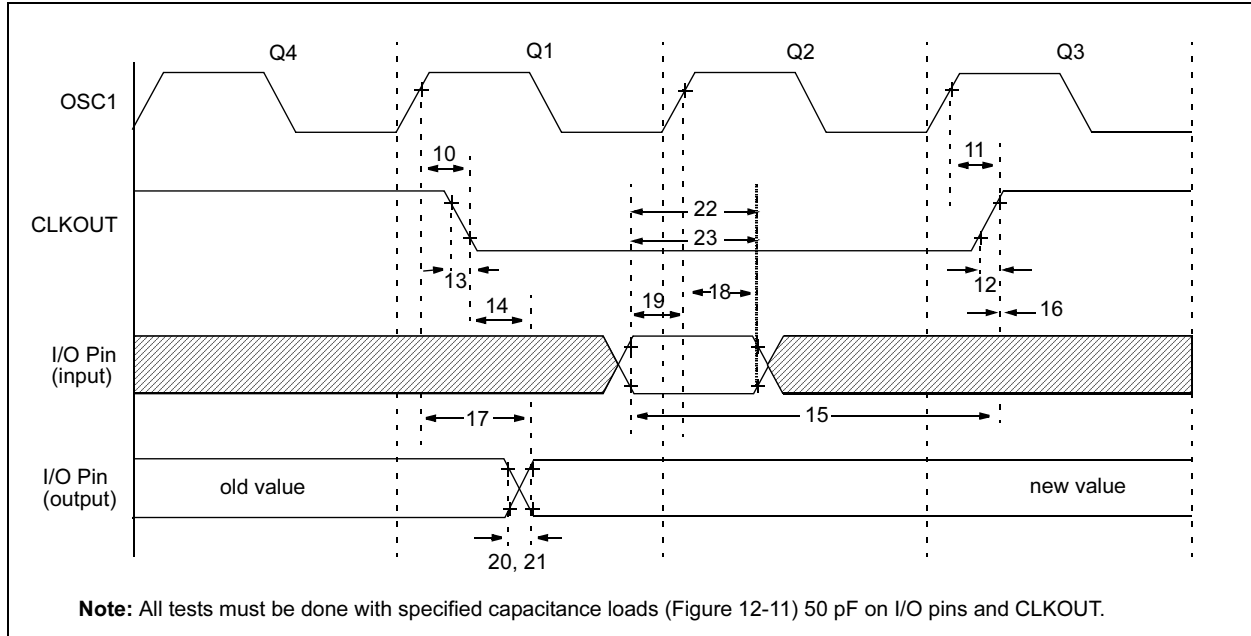 Q4 Q1 Q2 Q3
OSC1
10 11
22
CLKOUT
23
13 12
19 18
14 16
I/O Pin
(input)
17 15
I/O Pin
(output)
old value new value
20, 21
Note: All tests must be done with specified capacitance loads (Figure 12-11) 50 pF on I/O pins and CLKOUT.